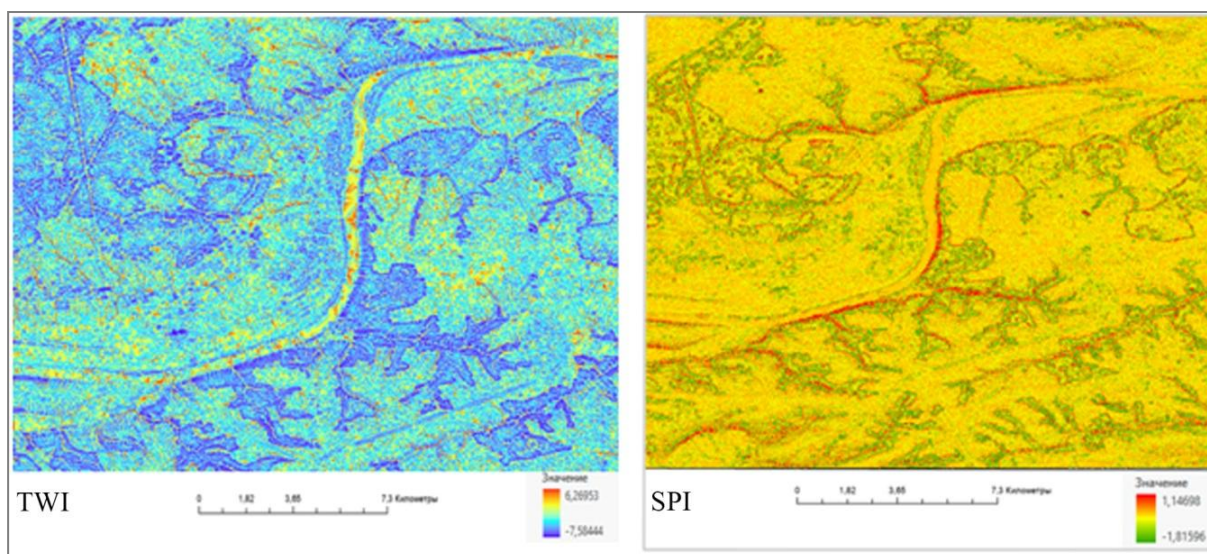 TWI
0 1,82 3,65 7,3 Километры
Значение
6,26953
-7,58444
SPI
0 1,82 3,65 7,3 Километры
Значение
1,14698
-1,81596